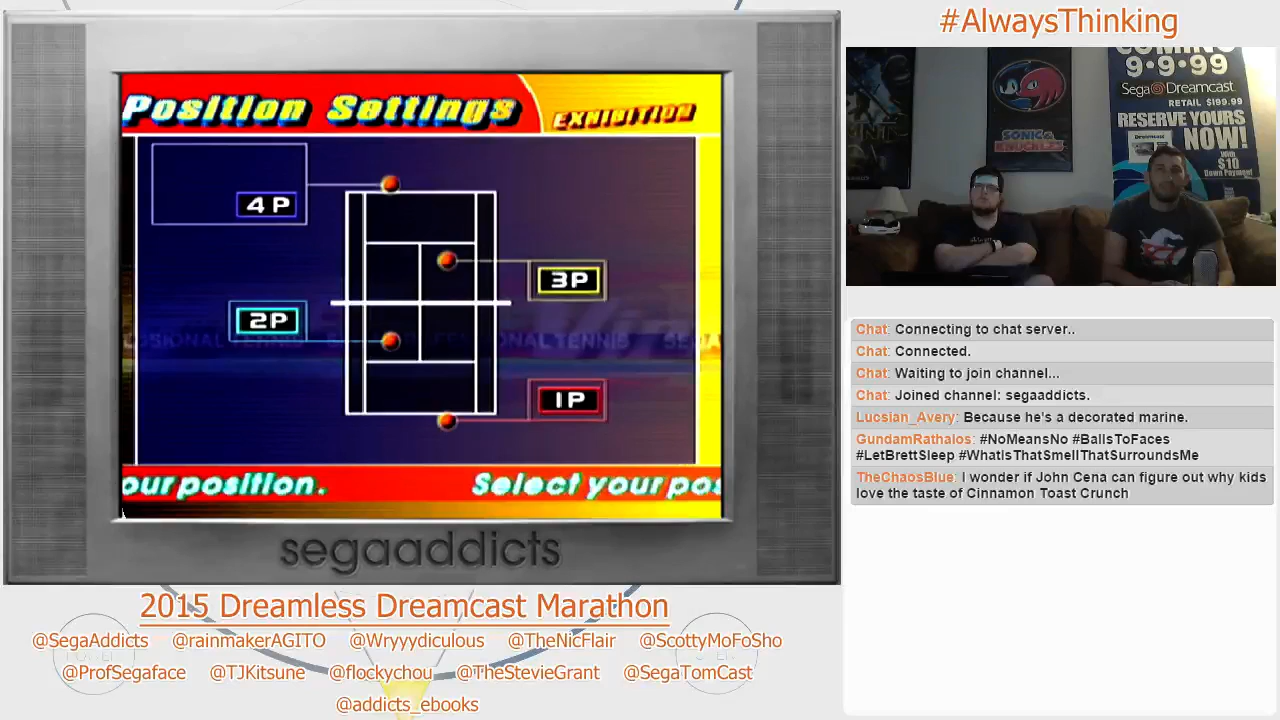 #AlwaysThinking
Position Settings
EXHIBITION
4P
3P
2P
1P
our position.
Select your pos
segaaddicts
COMING
9·9·99
Sega Dreamcast
RETAIL $199.99
RESERVE YOURS
NOW!
With
$10
Down Payment
SONIC &
KNUCKLES
Chat: Connecting to chat server..
Chat: Connected.
Chat: Waiting to join channel...
Chat: Joined channel: segaaddicts.
Lucsian_Avery: Because he's a decorated marine.
GundamRathalos: #NoMeansNo #BallsToFaces
#LetBrettSleep #WhatIsThatSmellThatSurroundsMe
TheChaosBlue: I wonder if John Cena can figure out why kids
love the taste of Cinnamon Toast Crunch
2015 Dreamless Dreamcast Marathon
@SegaAddicts @rainmakerAGITO @Wryyydiculous @TheNicFlair @ScottyMoFoSho
@ProfSegaface @TJKitsune @flockychou @TheStevieGrant @SegaTomCast
@addicts_ebooks